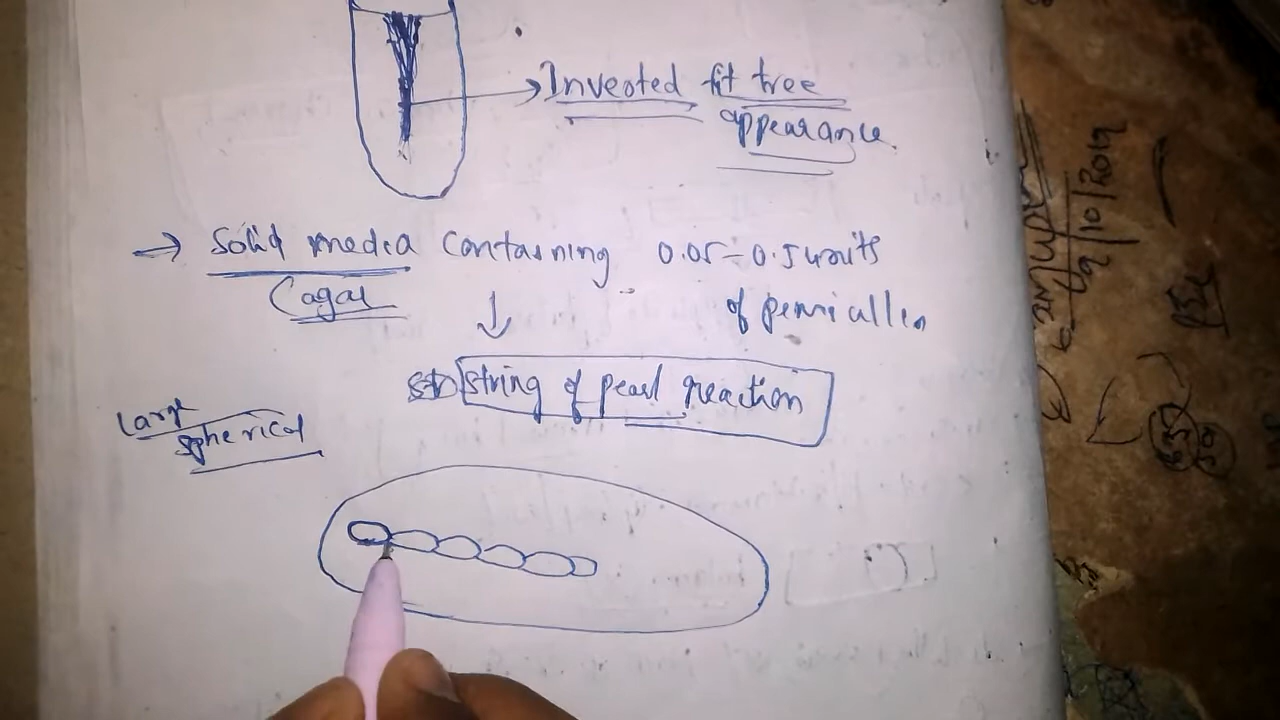 Inverted fit tree
appearance
→ Solid media containing 0.05-0.5 units
(agar
of penicallen
↓
string of pearl reaction
Large
spherical